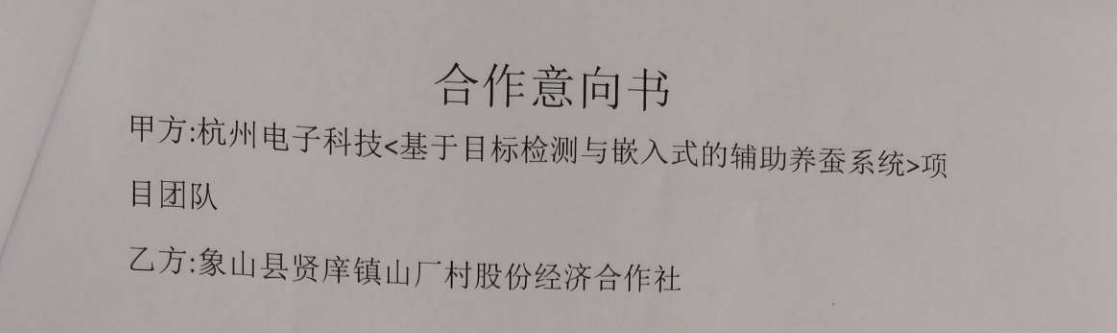 合作意向书
甲方:杭州电子科技<基于目标检测与嵌入式的辅助养蚕系统>项
目团队
乙方:象山县贤庠镇山厂村股份经济合作社